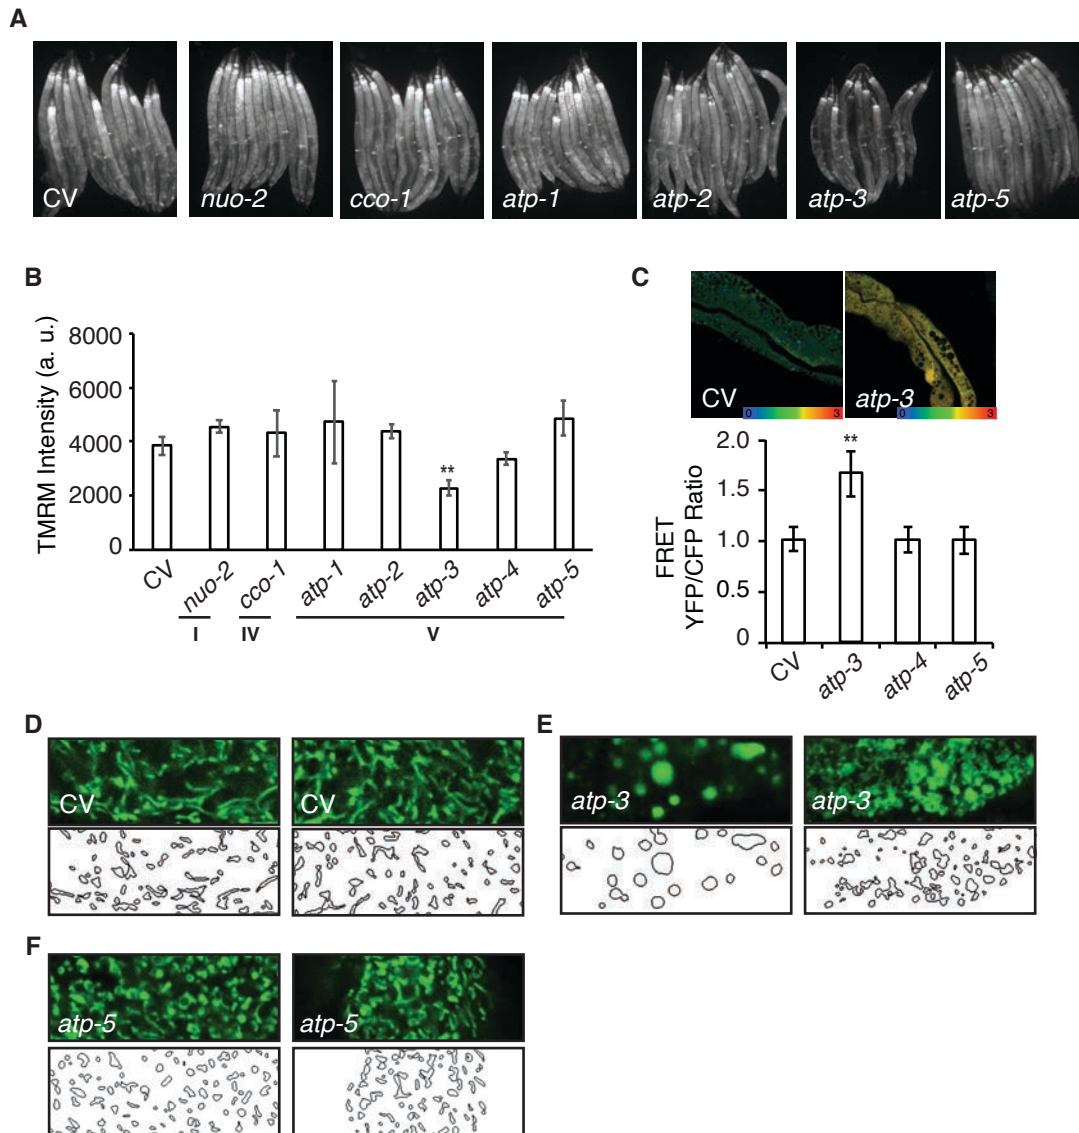 A
CV
nuo-2
cco-1
atp-1
atp-2
atp-3
atp-5
B
TMRM Intensity (a. u.)
8000
6000
4000
2000
0
**
CV
nuo-2
cco-1
atp-1
atp-2
atp-3
atp-4
atp-5
I
IV
V
C
CV
0
3
atp-3
0
3
FRET
YFP/CFP Ratio
2.0
1.5
1.0
0.5
0
**
CV
atp-3
atp-4
atp-5
D
CV
CV
E
atp-3
atp-3
F
atp-5
atp-5